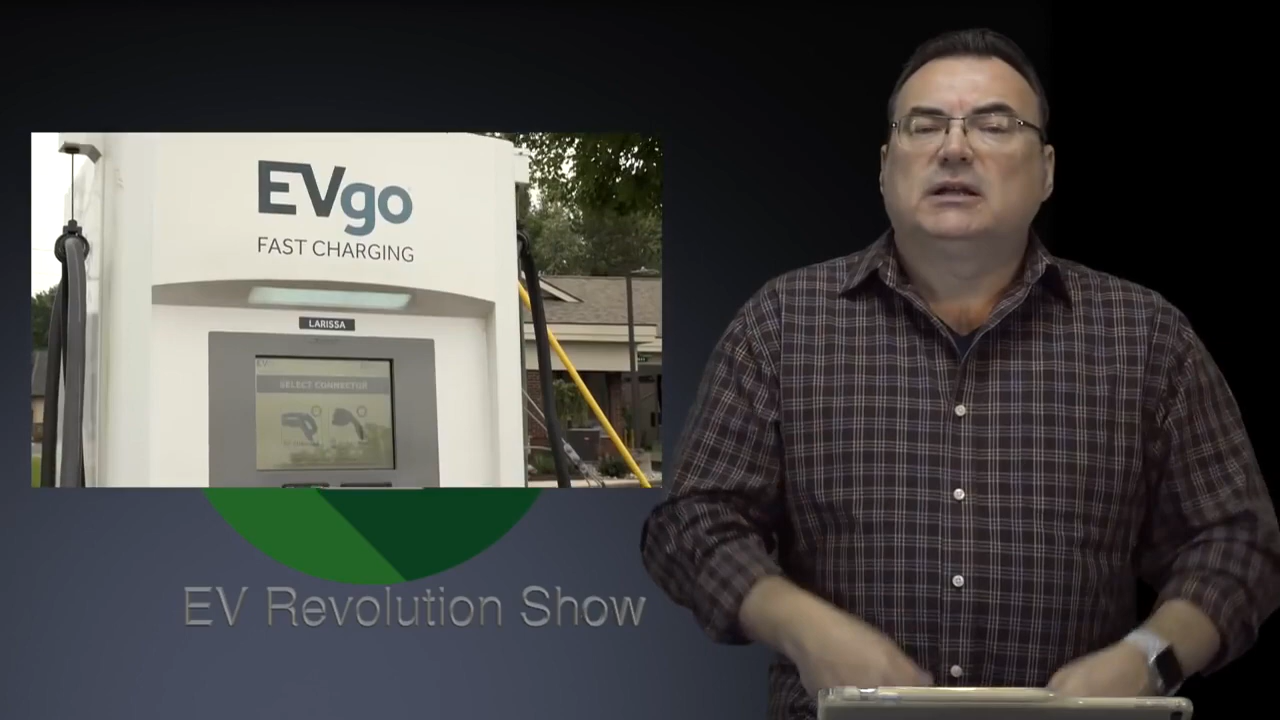 EVgo
FAST CHARGING
LARISSA
SELECT CONNECTOR
EV Revolution Show